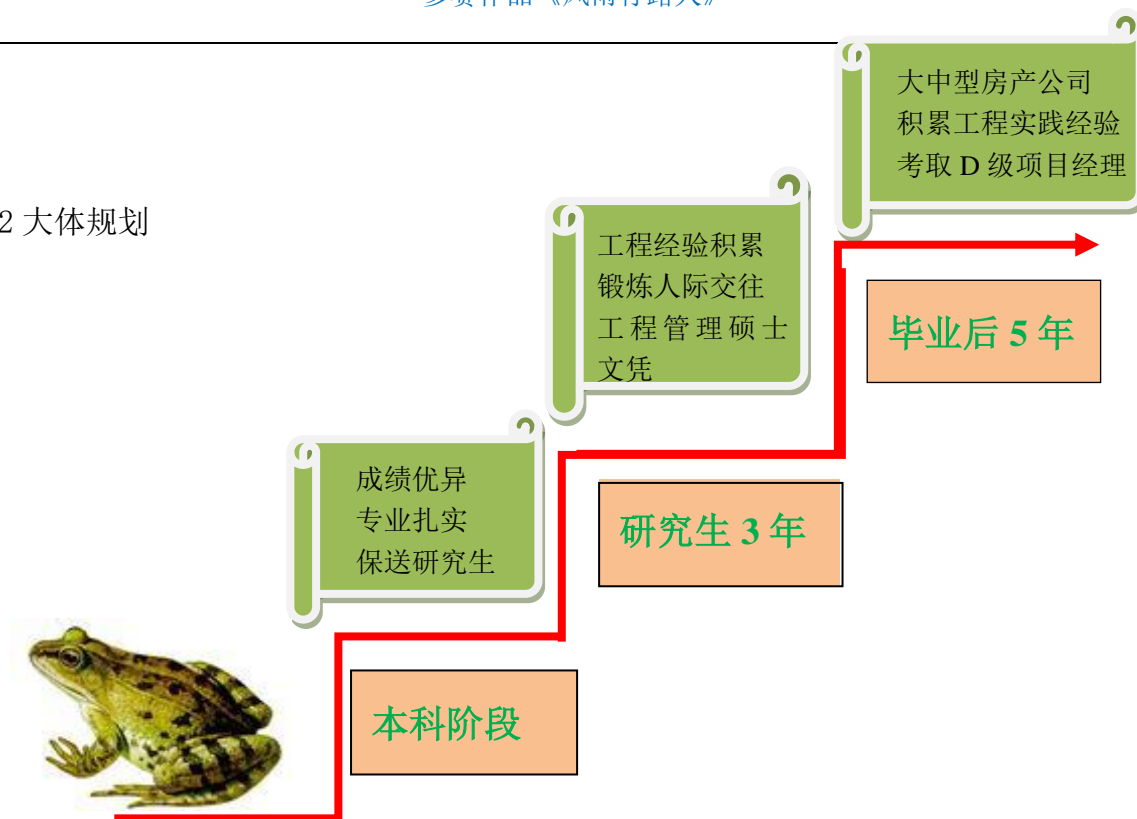 2 大体规划
大中型房产公司
积累工程实践经验
考取 D 级项目经理
工程经验积累
锻炼人际交往
工程管理硕士
文凭
毕业后 5 年
成绩优异
专业扎实
保送研究生
研究生 3 年
本科阶段